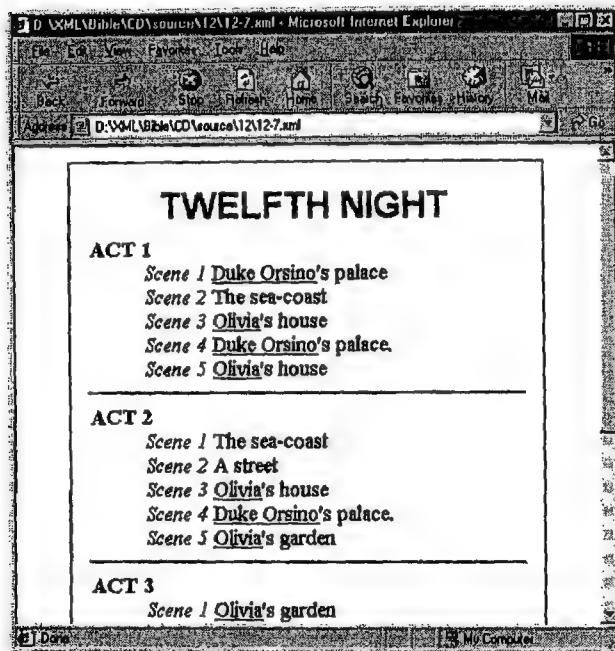 D:\XML\Bible\CD\source\12\12-7.xml - Microsoft Internet Explorer
File Edit View Favorites Tools Help
Back Forward Stop Refresh Home Search Favorites History Mail
Address D:\XML\Bible\CD\source\12\12-7.xml Go
TWELFTH NIGHT
ACT 1
Scene 1 Duke Orsino's palace
Scene 2 The sea-coast
Scene 3 Olivia's house
Scene 4 Duke Orsino's palace.
Scene 5 Olivia's house
ACT 2
Scene 1 The sea-coast
Scene 2 A street
Scene 3 Olivia's house
Scene 4 Duke Orsino's palace.
Scene 5 Olivia's garden
ACT 3
Scene 1 Olivia's garden
Done My Computer